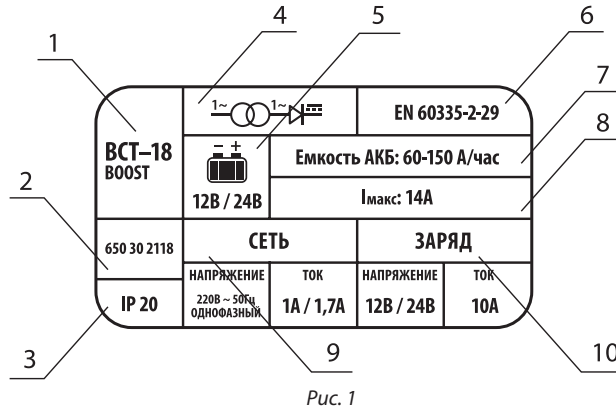 4
5
6
1
7
8
1~ 1~
EN 60335-2-29
ВСТ–18
BOOST
– +
12В / 24В
Емкость АКБ: 60-150 А/час
Iмакс: 14А
2
650 30 2118
СЕТЬ
ЗАРЯД
НАПРЯЖЕНИЕ
ТОК
НАПРЯЖЕНИЕ
ТОК
IP 20
220В ~ 50Гц
ОДНОФАЗНЫЙ
1А / 1,7А
12В / 24В
10А
3
9
10
Рис. 1